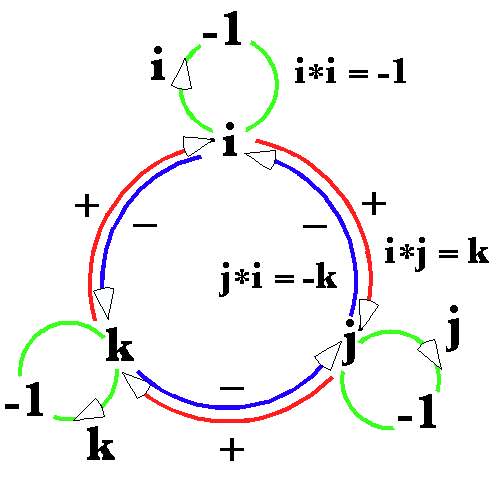 -1
i
i*i = -1
i
+
+
–
–
i*j = k
j*i = -k
j
k
j
–
-1
-1
k
+